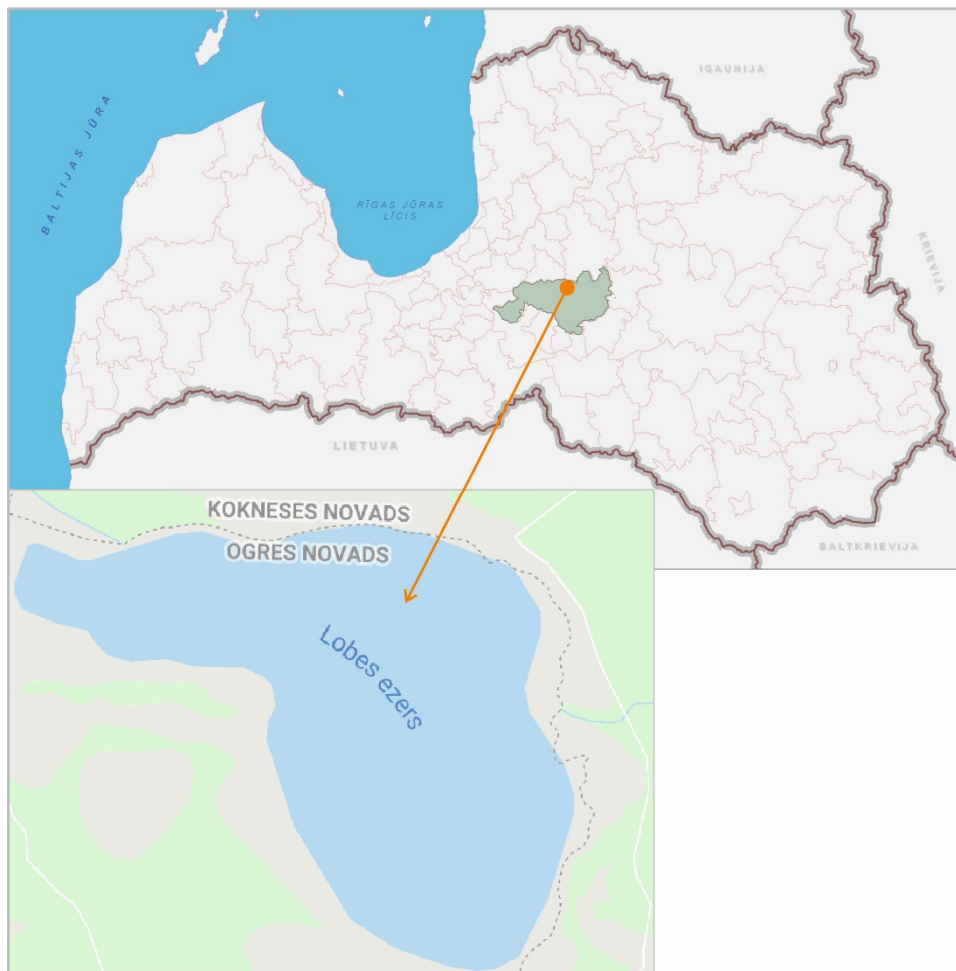 IGAUNIJA
BALTIJAS JŪRA
RĪGAS JŪRAS
LĪCIS
KRIEVIJA
LIETUVA
BALTKRIEVIJA
KOKNESES NOVADS
OGRES NOVADS
Lobes ezers